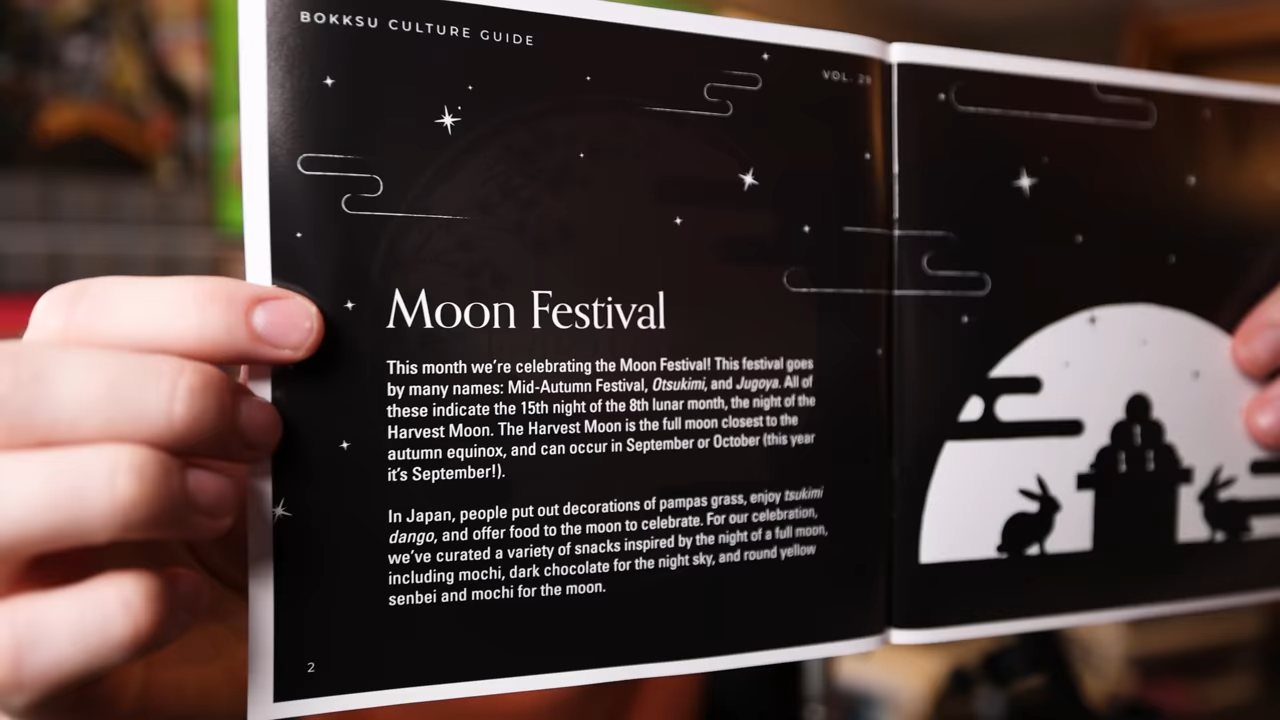 BOKKSU CULTURE GUIDE
VOL. 29
Moon Festival
This month we're celebrating the Moon Festival! This festival goes
by many names: Mid-Autumn Festival, Otsukimi, and Jugoya. All of
these indicate the 15th night of the 8th lunar month, the night of the
Harvest Moon. The Harvest Moon is the full moon closest to the
autumn equinox, and can occur in September or October (this year
it's September!).
In Japan, people put out decorations of pampas grass, enjoy tsukimi
dango, and offer food to the moon to celebrate. For our celebration,
we've curated a variety of snacks inspired by the night of a full moon,
including mochi, dark chocolate for the night sky, and round yellow
senbei and mochi for the moon.
2